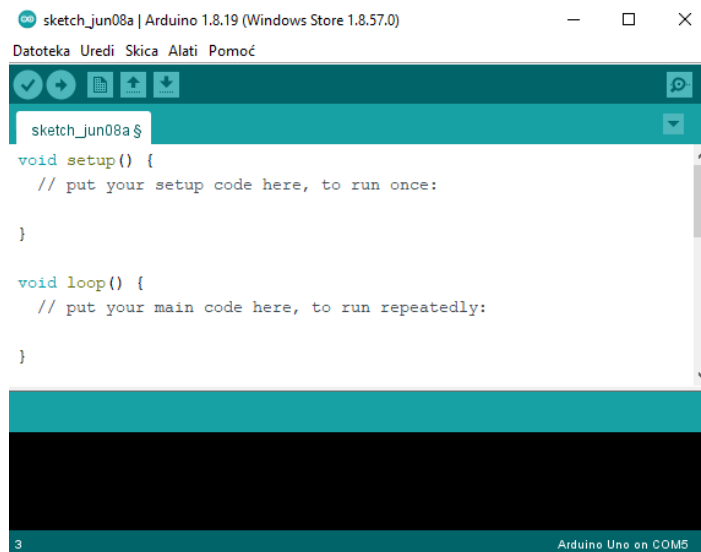 sketch_jun08a | Arduino 1.8.19 (Windows Store 1.8.57.0)
Datoteka Uredi Skica Alati Pomoć
sketch_jun08a §
void setup() {
  // put your setup code here, to run once:
}
void loop() {
  // put your main code here, to run repeatedly:
}
3 Arduino Uno on COM5